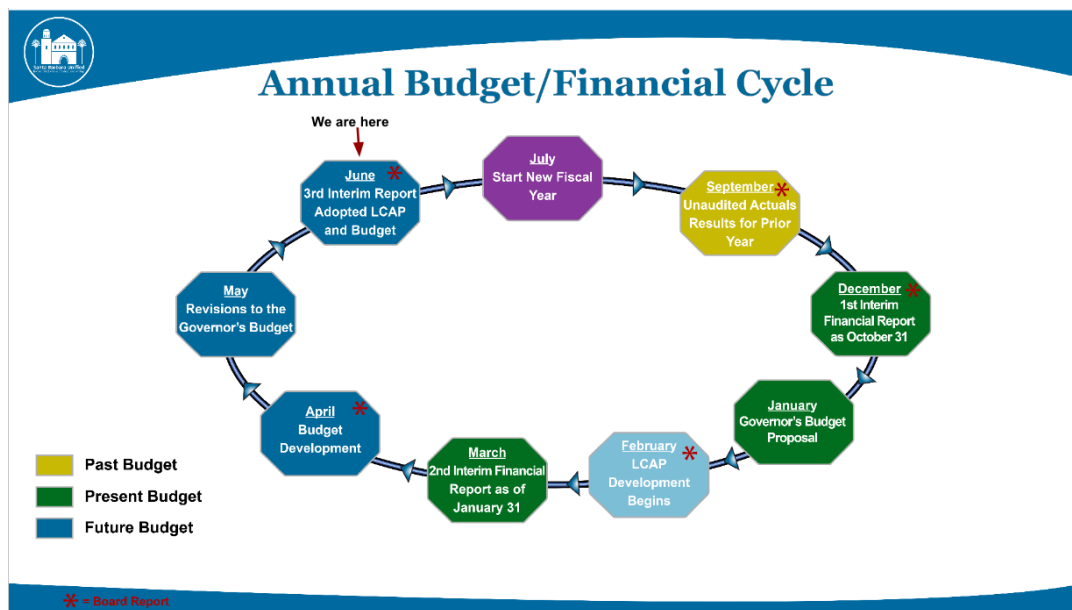 Santa Barbara Unified
Annual Budget/Financial Cycle
We are here
June
3rd Interim Report
Adopted LCAP
and Budget
July
Start New Fiscal
Year
September
Unaudited Actuals
Results for Prior
Year
December
1st Interim
Financial Report
as October 31
January
Governor's Budget
Proposal
February
LCAP
Development
Begins
March
2nd Interim Financial
Report as of
January 31
April
Budget
Development
May
Revisions to the
Governor's Budget
Past Budget
Present Budget
Future Budget
* = Board Report